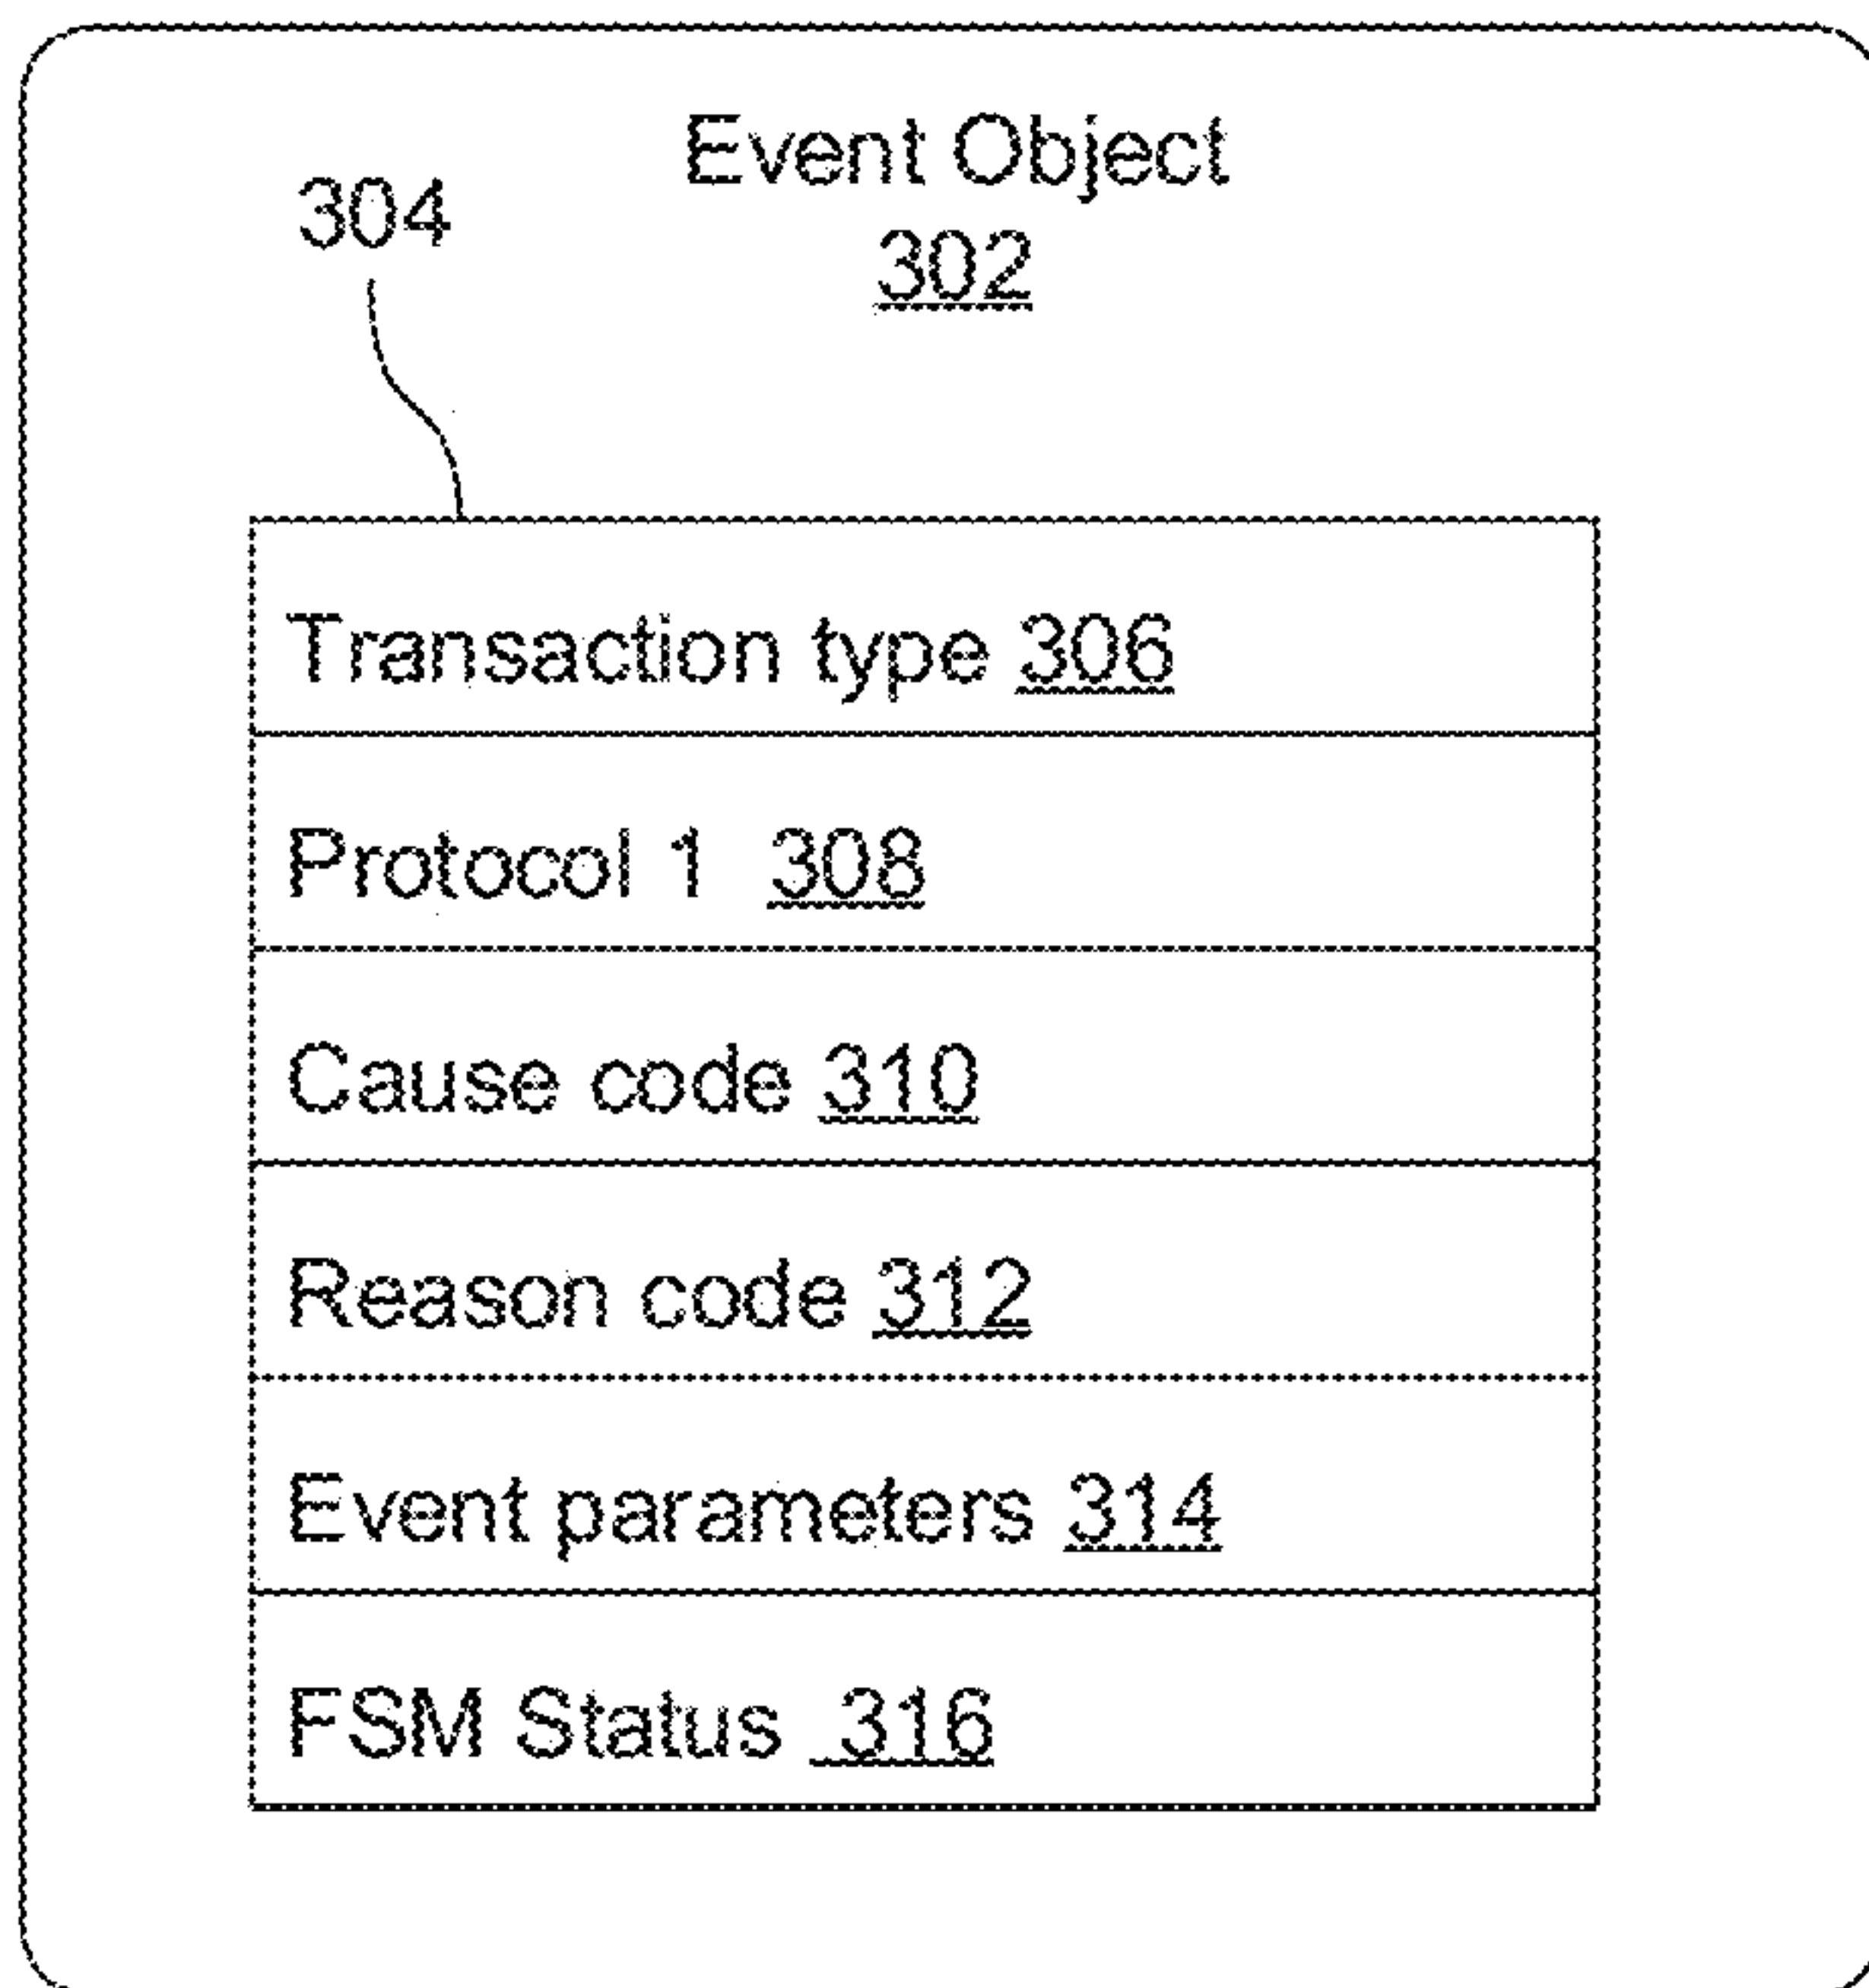 Event Object
302
304
Transaction type 306
Protocol 1 308
Cause code 310
Reason code 312
Event parameters 314
FSM Status 316